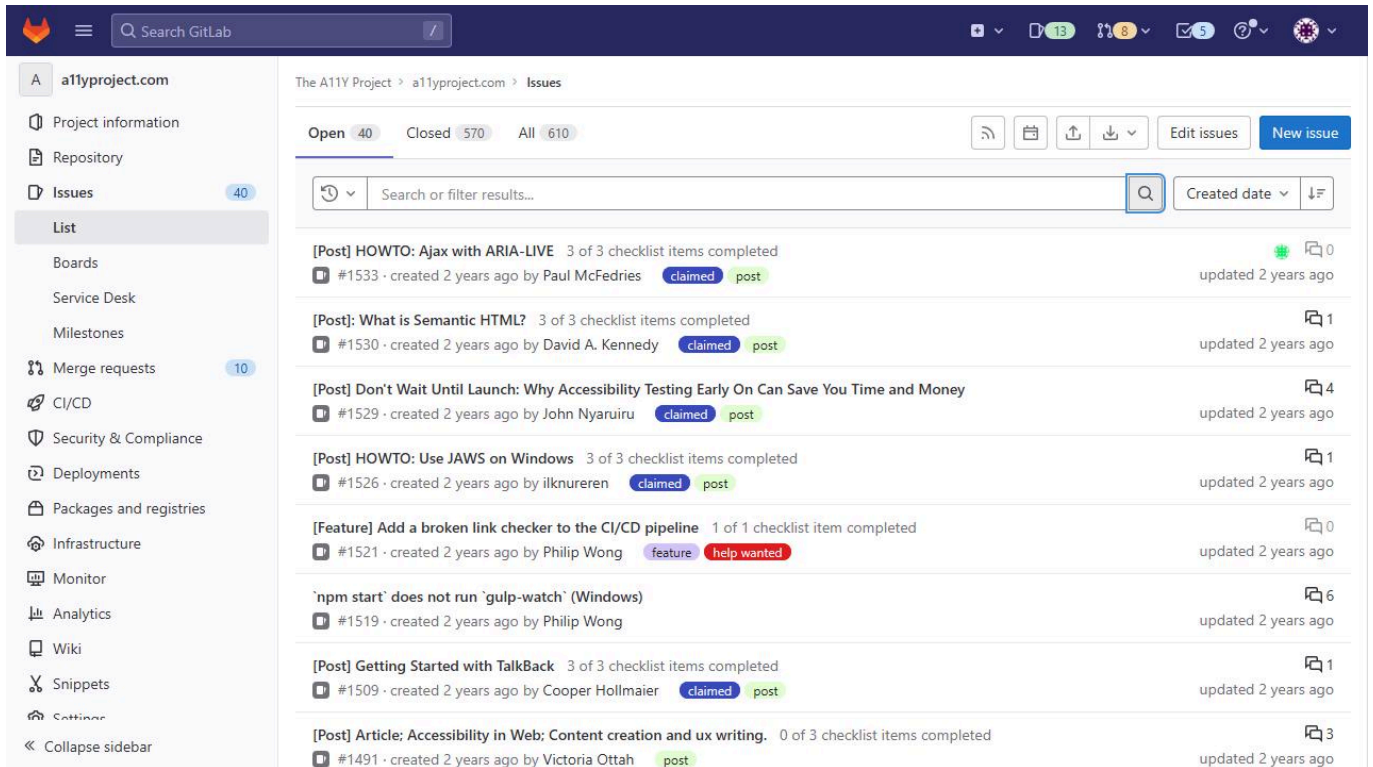 Search GitLab /
13 8 5
A a11yproject.com
The A11Y Project > a11yproject.com > Issues
Project information
Repository
Issues 40
List
Boards
Service Desk
Milestones
Merge requests 10
CI/CD
Security & Compliance
Deployments
Packages and registries
Infrastructure
Monitor
Analytics
Wiki
Snippets
Settings
Collapse sidebar
Open 40 Closed 570 All 610
Edit issues New issue
Search or filter results...
Created date
[Post] HOWTO: Ajax with ARIA-LIVE 3 of 3 checklist items completed 0
#1533 · created 2 years ago by Paul McFedries claimed post updated 2 years ago
[Post]: What is Semantic HTML? 3 of 3 checklist items completed 1
#1530 · created 2 years ago by David A. Kennedy claimed post updated 2 years ago
[Post] Don't Wait Until Launch: Why Accessibility Testing Early On Can Save You Time and Money 4
#1529 · created 2 years ago by John Nyaruiru claimed post updated 2 years ago
[Post] HOWTO: Use JAWS on Windows 3 of 3 checklist items completed 1
#1526 · created 2 years ago by ilknureren claimed post updated 2 years ago
[Feature] Add a broken link checker to the CI/CD pipeline 1 of 1 checklist item completed 0
#1521 · created 2 years ago by Philip Wong feature help wanted updated 2 years ago
`npm start` does not run `gulp-watch` (Windows) 6
#1519 · created 2 years ago by Philip Wong updated 2 years ago
[Post] Getting Started with TalkBack 3 of 3 checklist items completed 1
#1509 · created 2 years ago by Cooper Hollmaier claimed post updated 2 years ago
[Post] Article; Accessibility in Web; Content creation and ux writing. 0 of 3 checklist items completed 3
#1491 · created 2 years ago by Victoria Ottah post updated 2 years ago